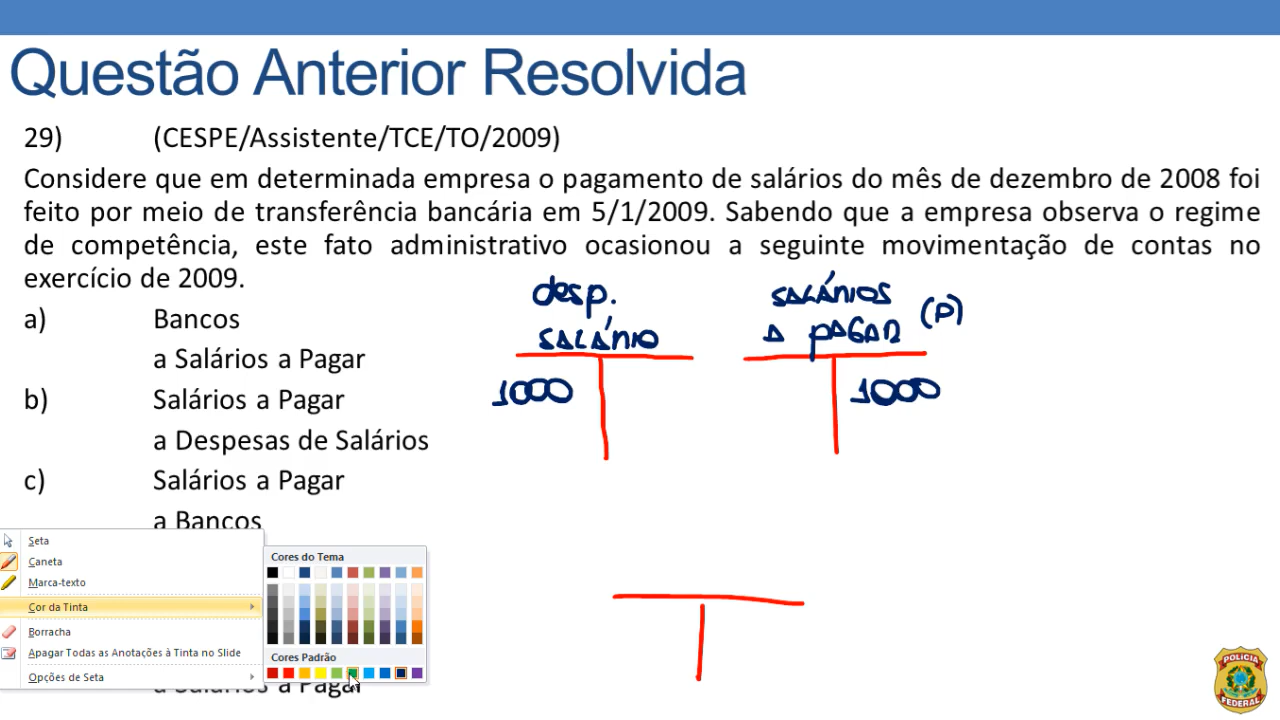 Questão Anterior Resolvida
29) (CESPE/Assistente/TCE/TO/2009)
Considere que em determinada empresa o pagamento de salários do mês de dezembro de 2008 foi
feito por meio de transferência bancária em 5/1/2009. Sabendo que a empresa observa o regime
de competência, este fato administrativo ocasionou a seguinte movimentação de contas no
exercício de 2009.
desp.
SALÁRIO
SALÁRIOS
A PAGAR (P)
1000
1000
a) Bancos
a Salários a Pagar
b) Salários a Pagar
a Despesas de Salários
c) Salários a Pagar
a Bancos
Seta
Caneta
Marca-texto
Cor da Tinta
Borracha
Apagar Todas as Anotações à Tinta no Slide
Opções de Seta
Cores do Tema
Cores Padrão
a Salários a Pagar
POLÍCIA
FEDERAL